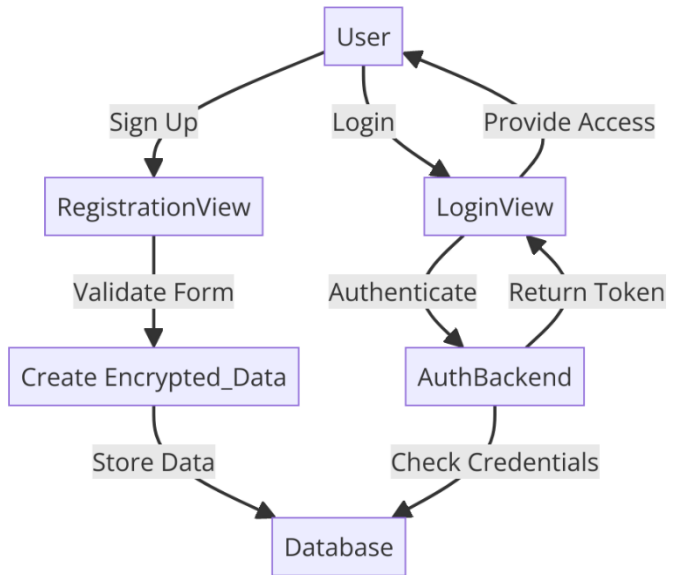 User
Sign Up
Login
Provide Access
RegistrationView
LoginView
Validate Form
Authenticate
Return Token
Create Encrypted_Data
AuthBackend
Store Data
Check Credentials
Database